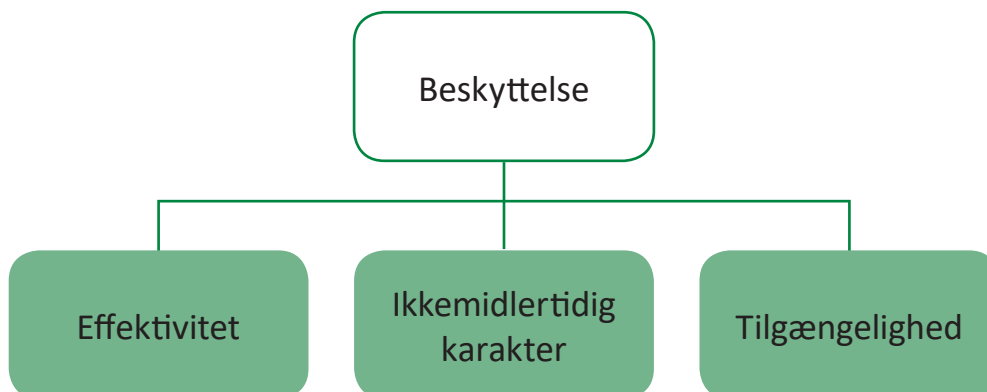 Beskyttelse
Effektivitet
Ikkemidlertidig
karakter
Tilgængelighed